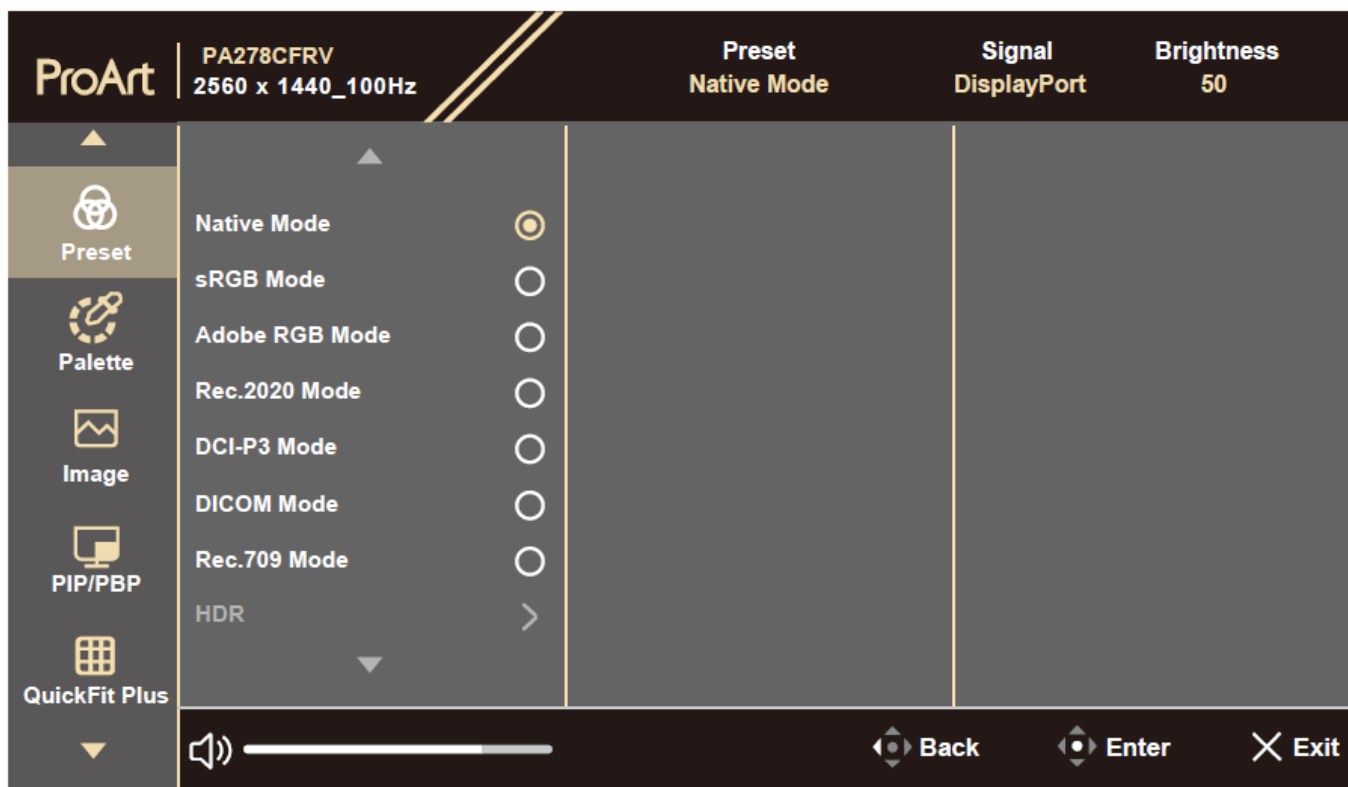 ProArt
PA278CFRV
2560 x 1440_100Hz
Preset
Native Mode
Signal
DisplayPort
Brightness
50
Preset
Palette
Image
PIP/PBP
QuickFit Plus
Native Mode
sRGB Mode
Adobe RGB Mode
Rec.2020 Mode
DCI-P3 Mode
DICOM Mode
Rec.709 Mode
HDR
Back
Enter
Exit